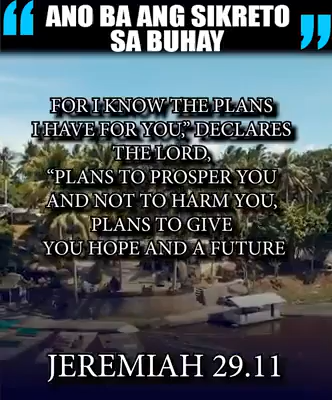 “ANO BA ANG SIKRETO
SA BUHAY”
FOR I KNOW THE PLANS
I HAVE FOR YOU,” DECLARES
THE LORD,
“PLANS TO PROSPER YOU
AND NOT TO HARM YOU,
PLANS TO GIVE
YOU HOPE AND A FUTURE
JEREMIAH 29.11